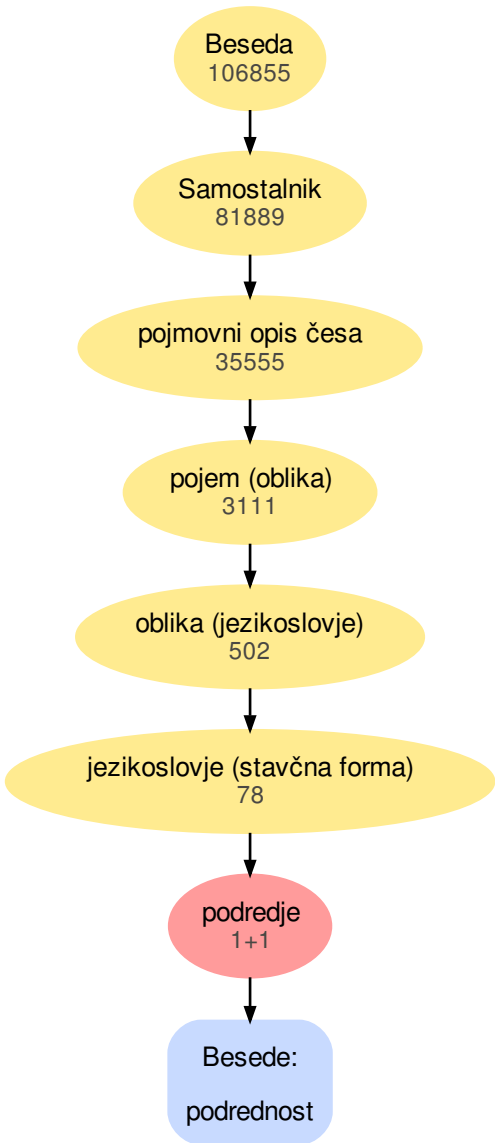 Beseda
106855
Samostalnik
81889
pojmovni opis česa
35555
pojem (oblika)
3111
oblika (jezikoslovje)
502
jezikoslovje (stavčna forma)
78
podredje
1+1
Besede:
podrednost